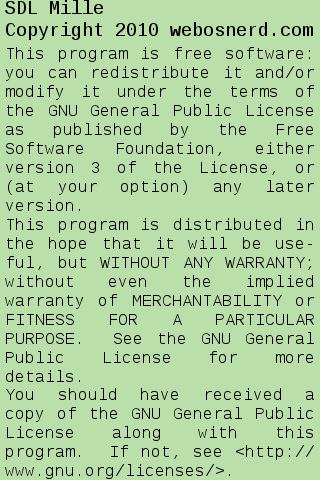 SDL Mille
Copyright 2010 webosnerd.com
This program is free software:
you can redistribute it and/or
modify it under the terms of
the GNU General Public License
as published by the Free
Software Foundation, either
version 3 of the License, or
(at your option) any later
version.
This program is distributed in
the hope that it will be use-
ful, but WITHOUT ANY WARRANTY;
without even the implied
warranty of MERCHANTABILITY or
FITNESS FOR A PARTICULAR
PURPOSE. See the GNU General
Public License for more
details.
You should have received a
copy of the GNU General Public
License along with this
program. If not, see <http://
www.gnu.org/licenses/>.